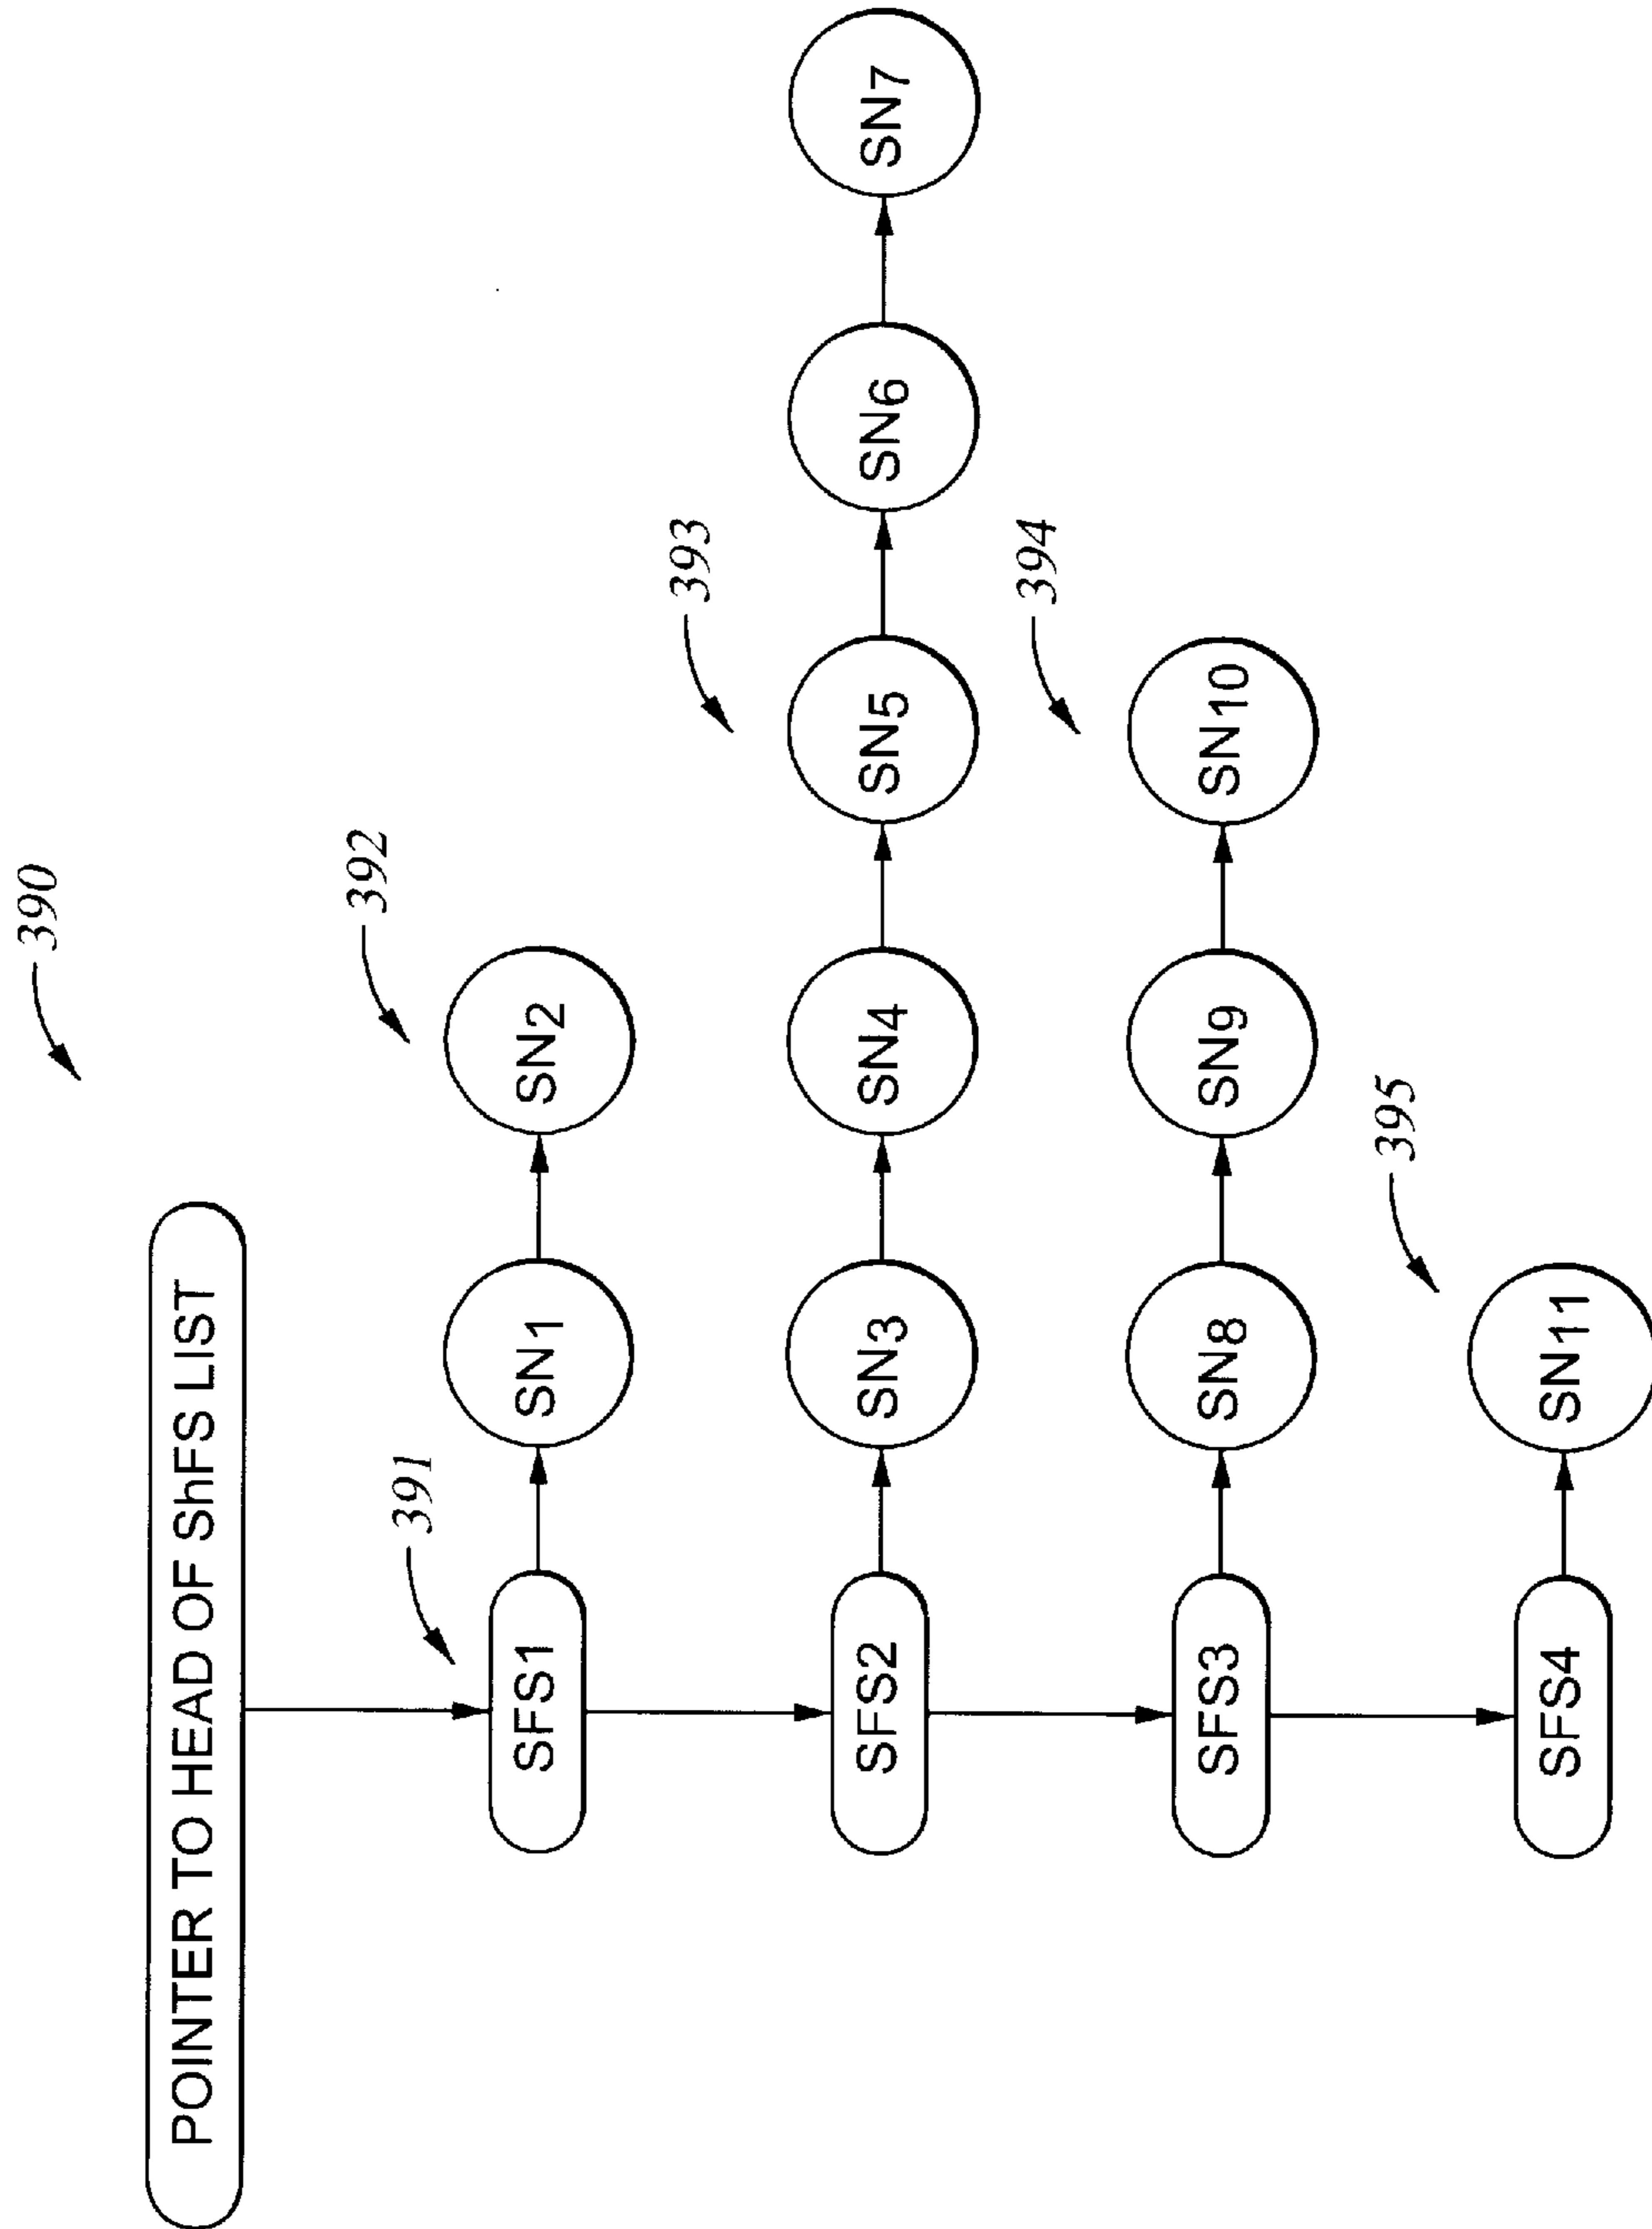 390
POINTER TO HEAD OF ShFS LIST
392
391
SFS1
SN1
SN2
393
SFS2
SN3
SN4
SN5
SN6
SN7
394
SFS3
SN8
SN9
SN10
395
SFS4
SN11